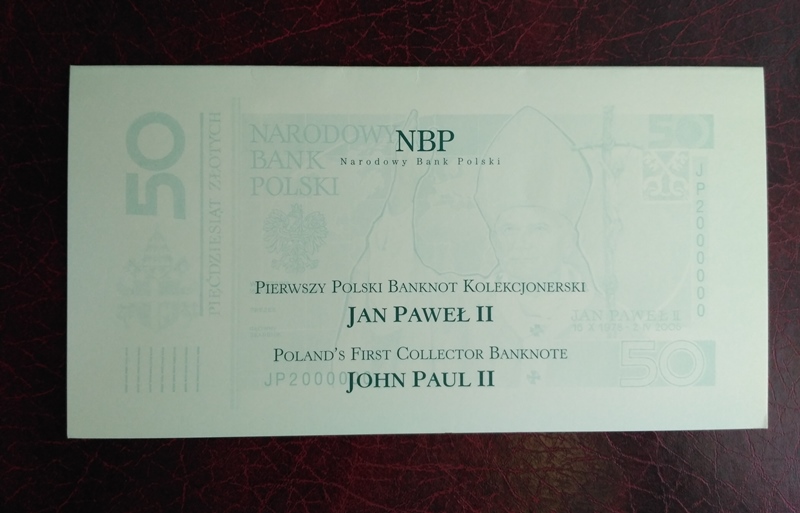 NBP
Narodowy Bank Polski
50
PIĘĆDZIESIĄT ZŁOTYCH
NARODOWY
BANK
POLSKI
50
JP2000000
PIERWSZY POLSKI BANKNOT KOLEKCJONERSKI
JAN PAWEŁ II
JAN PAWEŁ II
POLAND'S FIRST COLLECTOR BANKNOTE
JOHN PAUL II
50